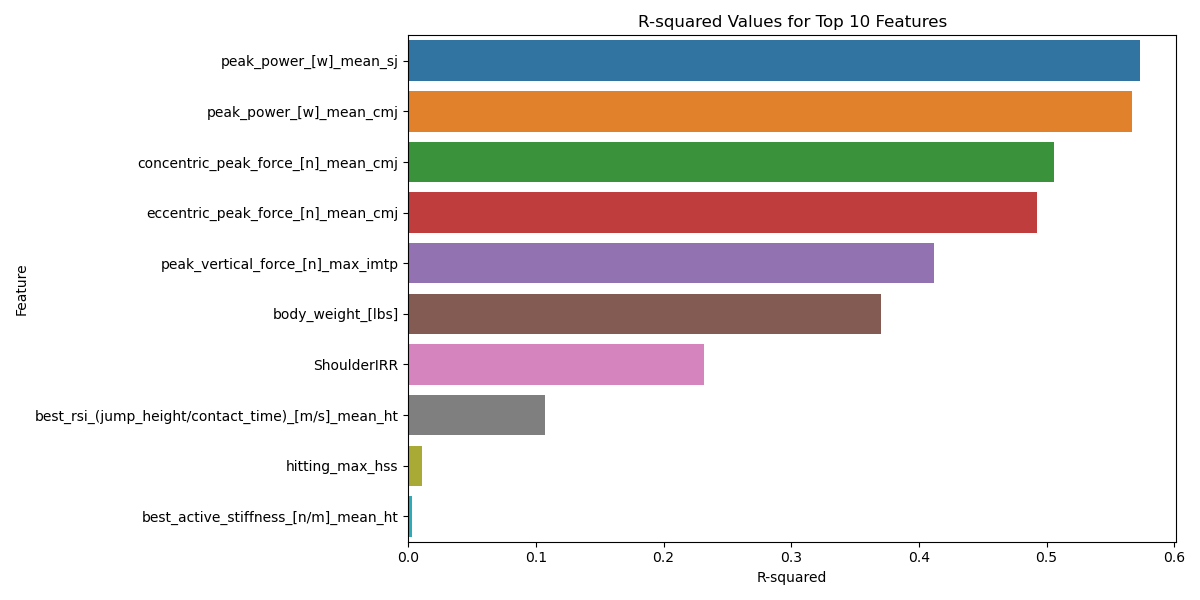 R-squared Values for Top 10 Features
Feature
peak_power_[w]_mean_sj
peak_power_[w]_mean_cmj
concentric_peak_force_[n]_mean_cmj
eccentric_peak_force_[n]_mean_cmj
peak_vertical_force_[n]_max_imtp
body_weight_[lbs]
ShoulderIRR
best_rsi_(jump_height/contact_time)_[m/s]_mean_ht
hitting_max_hss
best_active_stiffness_[n/m]_mean_ht
0.0 0.1 0.2 0.3 0.4 0.5 0.6
R-squared